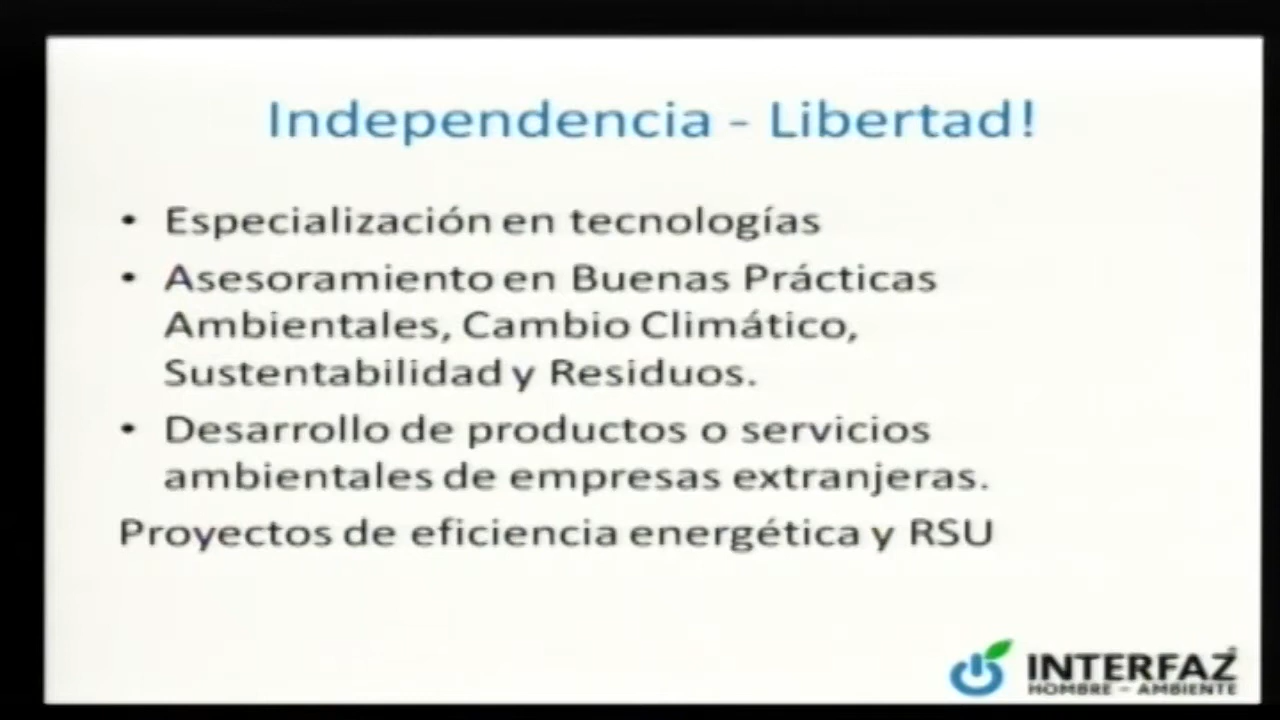 Independencia - Libertad!
• Especialización en tecnologías
• Asesoramiento en Buenas Prácticas
Ambientales, Cambio Climático,
Sustentabilidad y Residuos.
• Desarrollo de productos o servicios
ambientales de empresas extranjeras.
Proyectos de eficiencia energética y RSU
INTERFAZ
HOMBRE - AMBIENTE